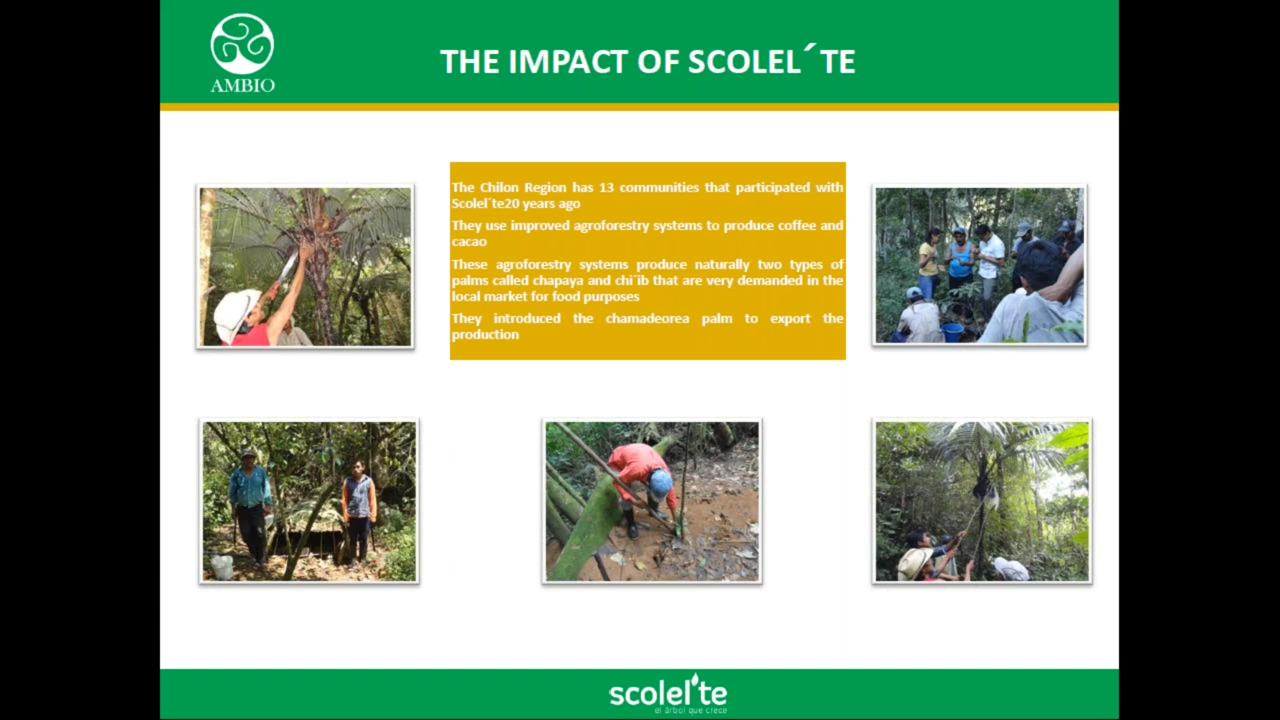 AMBIO
THE IMPACT OF SCOLEL´TE
The Chilon Region has 13 communities that participated with
Scolel´te20 years ago
They use improved agroforestry systems to produce coffee and
cacao
These agroforestry systems produce naturally two types of
palms called chapaya and chi¨ib that are very demanded in the
local market for food purposes
They introduced the chamadeorea palm to export the
production
scolel'te
el árbol que crece